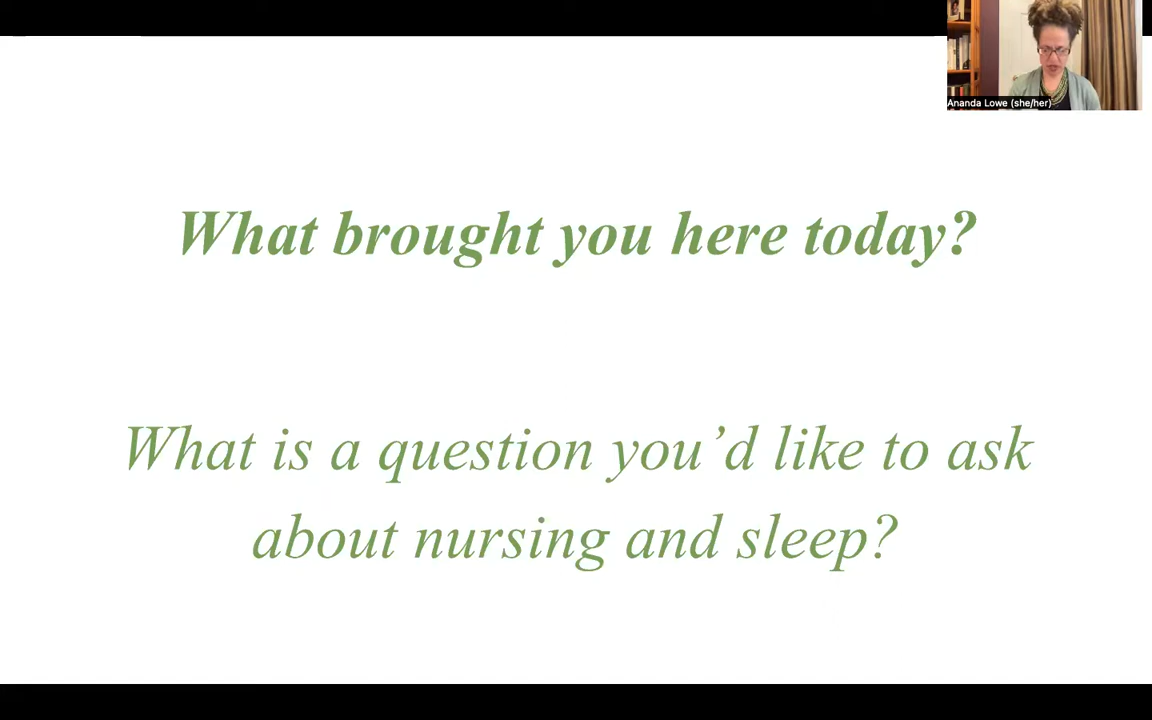 Ananda Lowe (she/her)
What brought you here today?
What is a question you’d like to ask
about nursing and sleep?